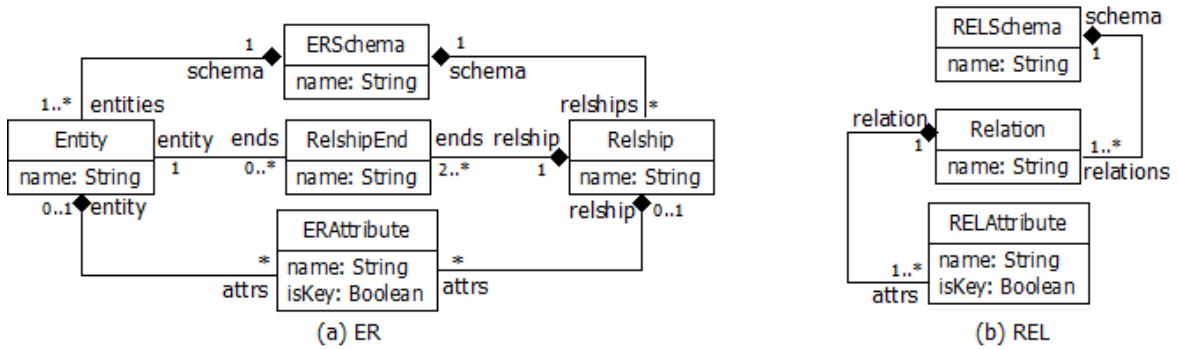 1
ERSchema
1
schema
name: String
schema
1..*
entities
relships
*
Entity
name: String
entity
1
ends
0..*
RelshipEnd
name: String
ends
2..*
relship
1
Relship
name: String
0..1
entity
relship
0..1
ERAttribute
name: String
isKey: Boolean
*
attrs
*
attrs
(a) ER
RELSchema
name: String
schema
1
relation
1
Relation
name: String
1..*
relations
RELAttribute
name: String
isKey: Boolean
1..*
attrs
(b) REL